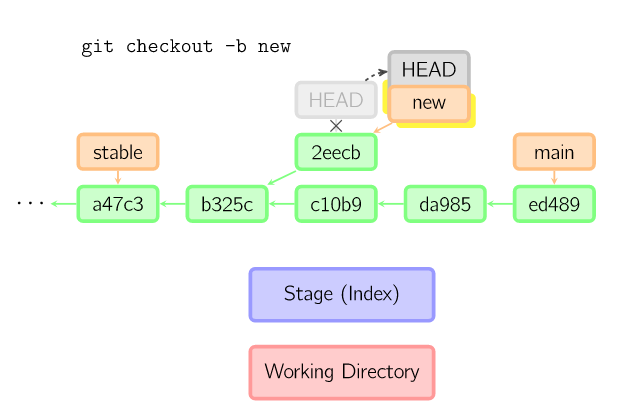 git checkout -b new
HEAD
HEAD
new
stable
2eecb
main
···
a47c3
b325c
c10b9
da985
ed489
Stage (Index)
Working Directory